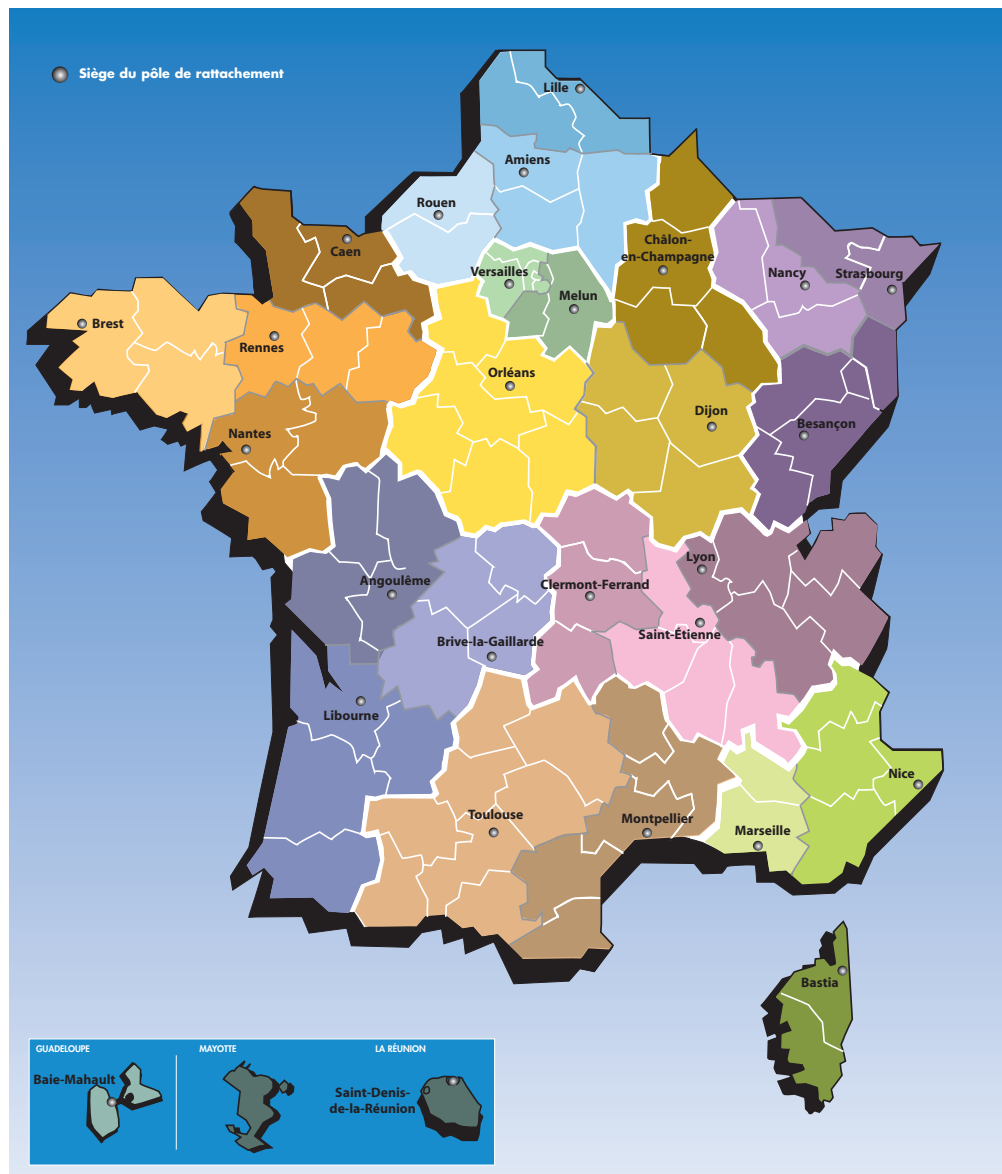 Siège du pôle de rattachement
Lille
Amiens
Rouen
Caen
Châlon-
en-Champagne
Versailles
Nancy
Strasbourg
Melun
Brest
Rennes
Orléans
Dijon
Besançon
Nantes
Lyon
Angoulême
Clermont-Ferrand
Saint-Étienne
Brive-la-Gaillarde
Libourne
Nice
Toulouse
Montpellier
Marseille
Bastia
GUADELOUPE
MAYOTTE
LA RÉUNION
Baie-Mahault
Saint-Denis-
de-la-Réunion